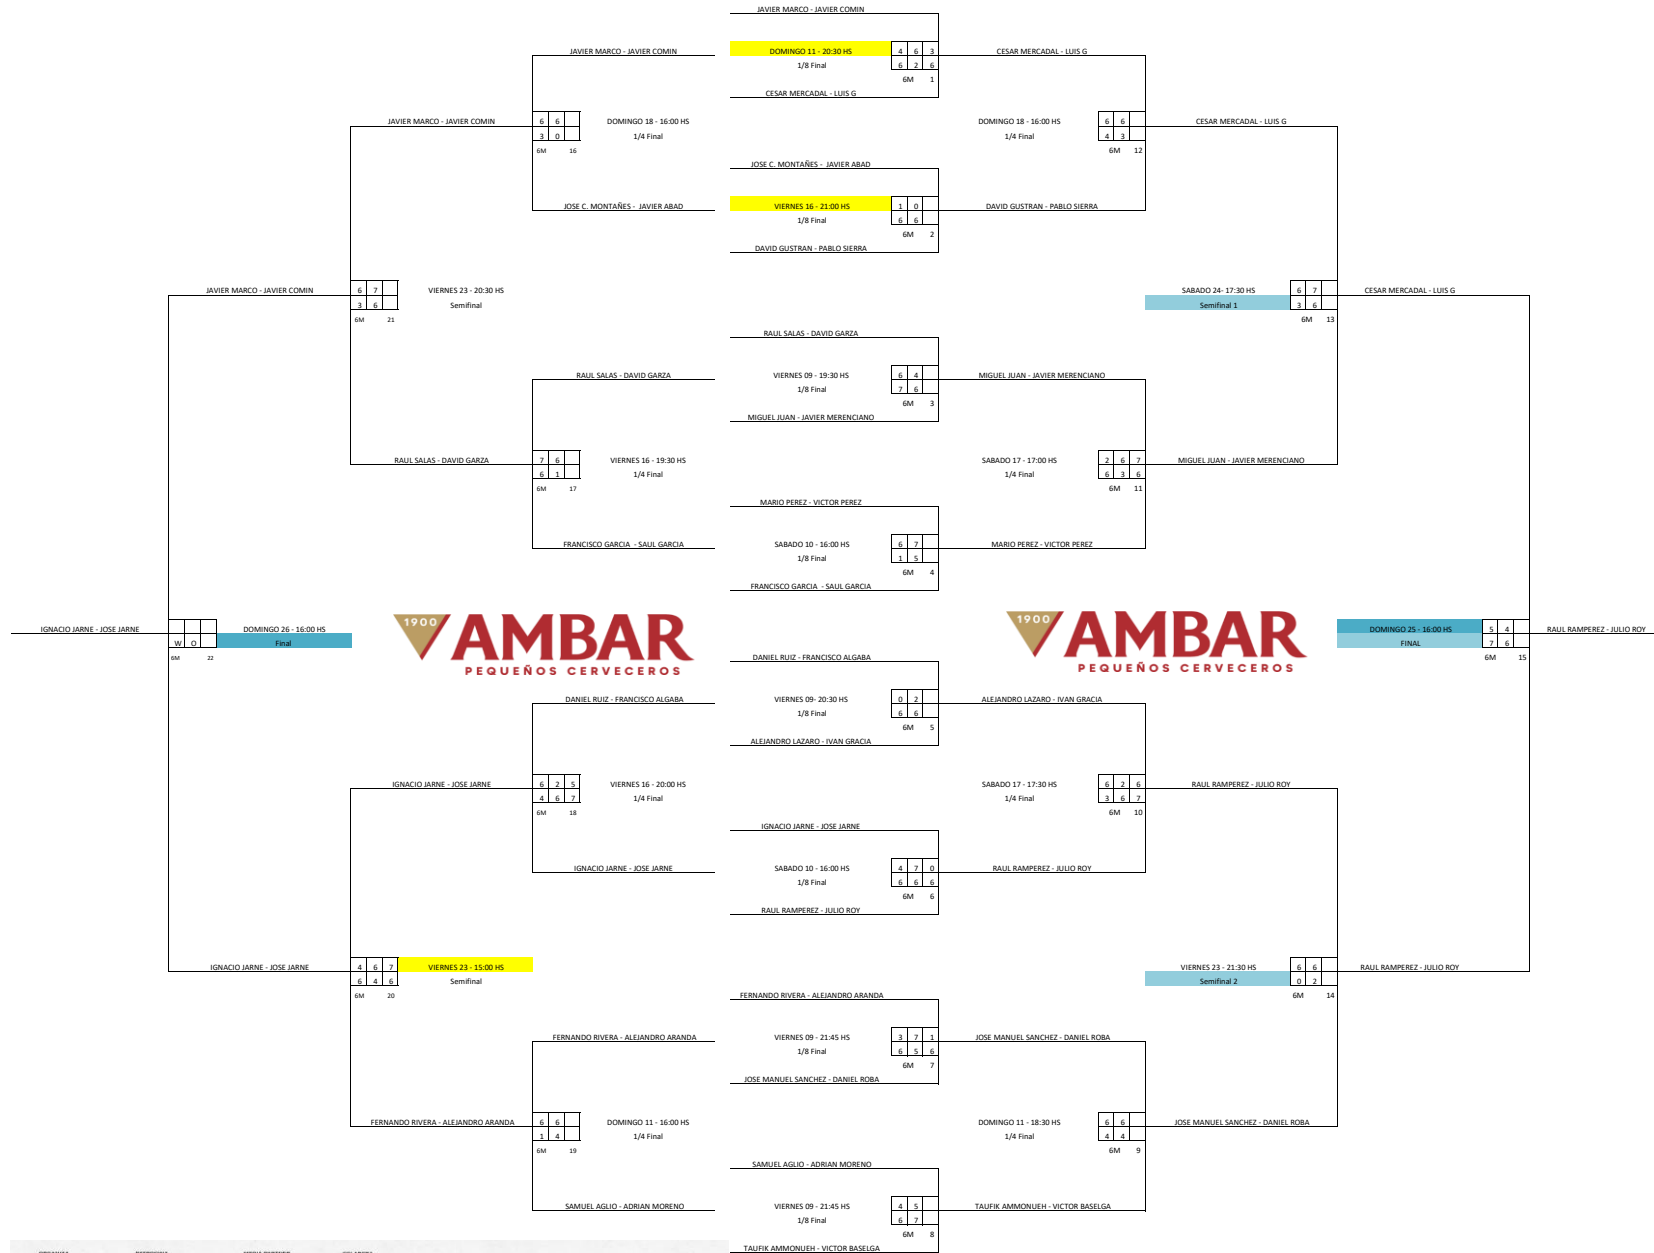 JAVIER MARCO - JAVIER COMIN
JAVIER MARCO - JAVIER COMIN DOMINGO 11 - 20:30 HS 4 6 3 CESAR MERCADAL - LUIS G
1/8 Final 6 2 6
6M 1
CESAR MERCADAL - LUIS G
JAVIER MARCO - JAVIER COMIN 6 6 DOMINGO 18 - 16:00 HS DOMINGO 18 - 16:00 HS 6 6 CESAR MERCADAL - LUIS G
3 0 1/4 Final 1/4 Final 4 3
6M 16 6M 12
JOSE C. MONTAÑES - JAVIER ABAD
JOSE C. MONTAÑES - JAVIER ABAD VIERNES 16 - 21:00 HS 1 0 DAVID GUSTRAN - PABLO SIERRA
1/8 Final 6 6
6M 2
DAVID GUSTRAN - PABLO SIERRA
JAVIER MARCO - JAVIER COMIN 6 7 VIERNES 23 - 20:30 HS SABADO 24- 17:30 HS 6 7 CESAR MERCADAL - LUIS G
3 6 Semifinal Semifinal 1 3 6
6M 21 6M 13
RAUL SALAS - DAVID GARZA
RAUL SALAS - DAVID GARZA VIERNES 09 - 19:30 HS 6 4 MIGUEL JUAN - JAVIER MERENCIANO
1/8 Final 7 6
6M 3
MIGUEL JUAN - JAVIER MERENCIANO
RAUL SALAS - DAVID GARZA 7 6 VIERNES 16 - 19:30 HS SABADO 17 - 17:00 HS 2 6 7 MIGUEL JUAN - JAVIER MERENCIANO
6 1 1/4 Final 1/4 Final 6 3 6
6M 17 6M 11
MARIO PEREZ - VICTOR PEREZ
FRANCISCO GARCIA - SAUL GARCIA SABADO 10 - 16:00 HS 6 7 MARIO PEREZ - VICTOR PEREZ
1/8 Final 1 5
6M 4
FRANCISCO GARCIA - SAUL GARCIA
1900 AMBAR 1900 AMBAR
IGNACIO JARNE - JOSE JARNE DOMINGO 26 - 16:00 HS DOMINGO 25 - 16:00 HS 5 4 RAUL RAMPEREZ - JULIO ROY
W O Final FINAL 7 6
6M 22 6M 15
PEQUEÑOS CERVECEROS PEQUEÑOS CERVECEROS
DANIEL RUIZ - FRANCISCO ALGABA
DANIEL RUIZ - FRANCISCO ALGABA VIERNES 09- 20:30 HS 0 2 ALEJANDRO LAZARO - IVAN GRACIA
1/8 Final 6 6
6M 5
ALEJANDRO LAZARO - IVAN GRACIA
IGNACIO JARNE - JOSE JARNE 6 2 5 VIERNES 16 - 20:00 HS SABADO 17 - 17:30 HS 6 2 6 RAUL RAMPEREZ - JULIO ROY
4 6 7 1/4 Final 1/4 Final 3 6 7
6M 18 6M 10
IGNACIO JARNE - JOSE JARNE
IGNACIO JARNE - JOSE JARNE SABADO 10 - 16:00 HS 4 7 0 RAUL RAMPEREZ - JULIO ROY
1/8 Final 6 6 6
6M 6
RAUL RAMPEREZ - JULIO ROY
IGNACIO JARNE - JOSE JARNE 4 6 7 VIERNES 23 - 15:00 HS VIERNES 23 - 21:30 HS 6 6 RAUL RAMPEREZ - JULIO ROY
6 4 6 Semifinal Semifinal 2 0 2
6M 20 6M 14
FERNANDO RIVERA - ALEJANDRO ARANDA
FERNANDO RIVERA - ALEJANDRO ARANDA VIERNES 09 - 21:45 HS 3 7 1 JOSE MANUEL SANCHEZ - DANIEL ROBA
1/8 Final 6 5 6
6M 7
JOSE MANUEL SANCHEZ - DANIEL ROBA
FERNANDO RIVERA - ALEJANDRO ARANDA 6 6 DOMINGO 11 - 16:00 HS DOMINGO 11 - 18:30 HS 6 6 JOSE MANUEL SANCHEZ - DANIEL ROBA
1 4 1/4 Final 1/4 Final 4 4
6M 19 6M 9
SAMUEL AGLIO - ADRIAN MORENO
SAMUEL AGLIO - ADRIAN MORENO VIERNES 09 - 21:45 HS 4 5 TAUFIK AMMONUEH - VICTOR BASELGA
1/8 Final 6 7
6M 8
TAUFIK AMMONUEH - VICTOR BASELGA